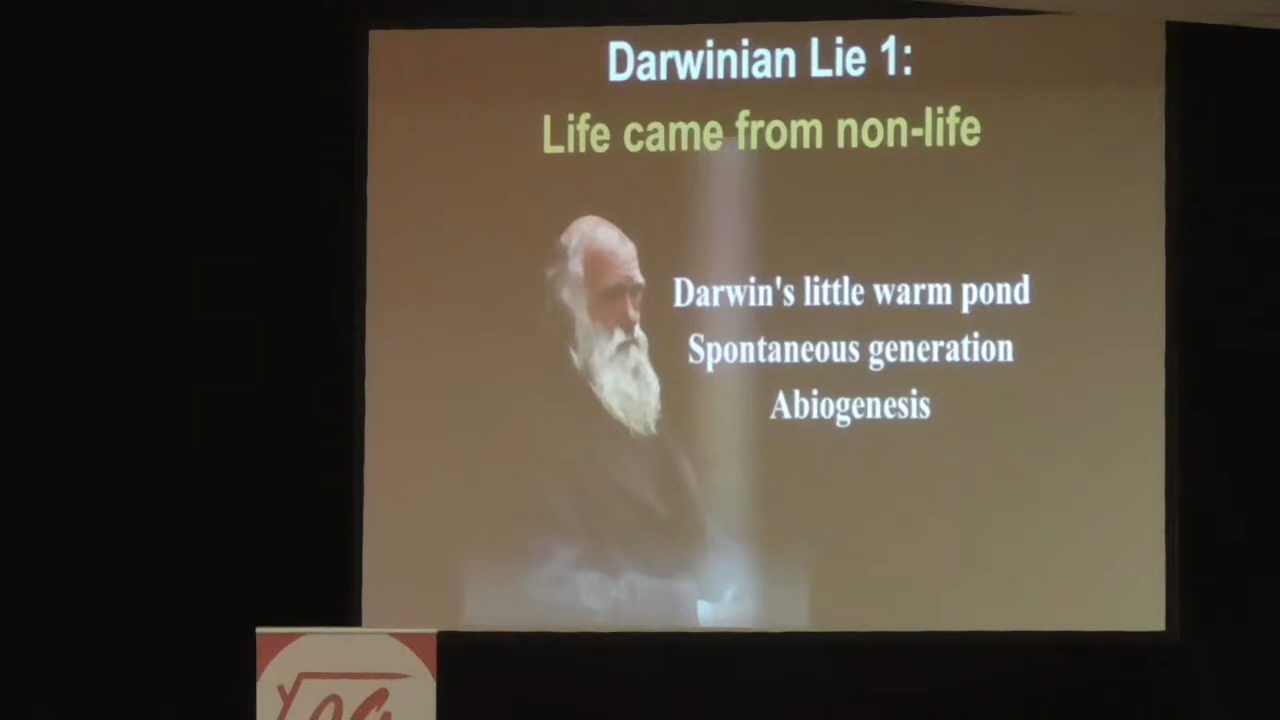 Darwinian Lie 1:
Life came from non-life
Darwin's little warm pond
Spontaneous generation
Abiogenesis